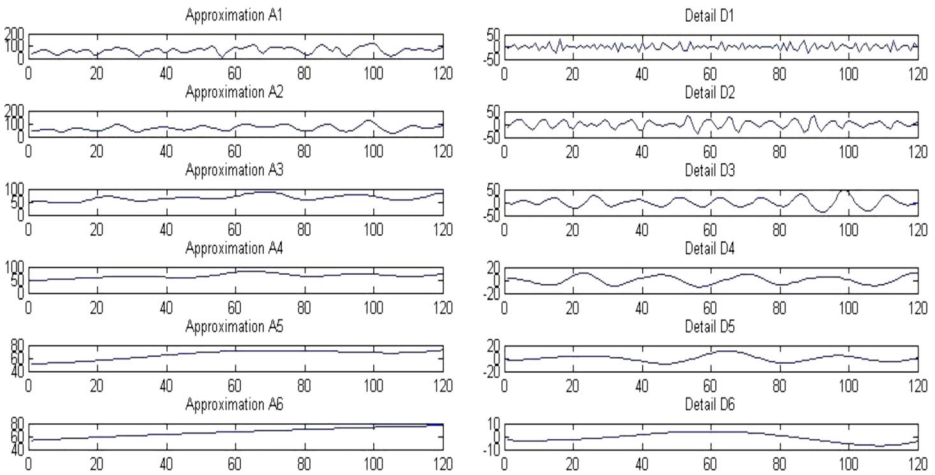 Approximation A1
200
100
0
0 20 40 60 80 100 120
Approximation A2
200
100
0
0 20 40 60 80 100 120
Approximation A3
100
50
0
0 20 40 60 80 100 120
Approximation A4
100
50
0
0 20 40 60 80 100 120
Approximation A5
80
60
40
0 20 40 60 80 100 120
Approximation A6
80
60
40
0 20 40 60 80 100 120
Detail D1
50
0
-50
0 20 40 60 80 100 120
Detail D2
50
0
-50
0 20 40 60 80 100 120
Detail D3
50
0
-50
0 20 40 60 80 100 120
Detail D4
20
0
-20
0 20 40 60 80 100 120
Detail D5
20
0
-20
0 20 40 60 80 100 120
Detail D6
10
0
-10
0 20 40 60 80 100 120